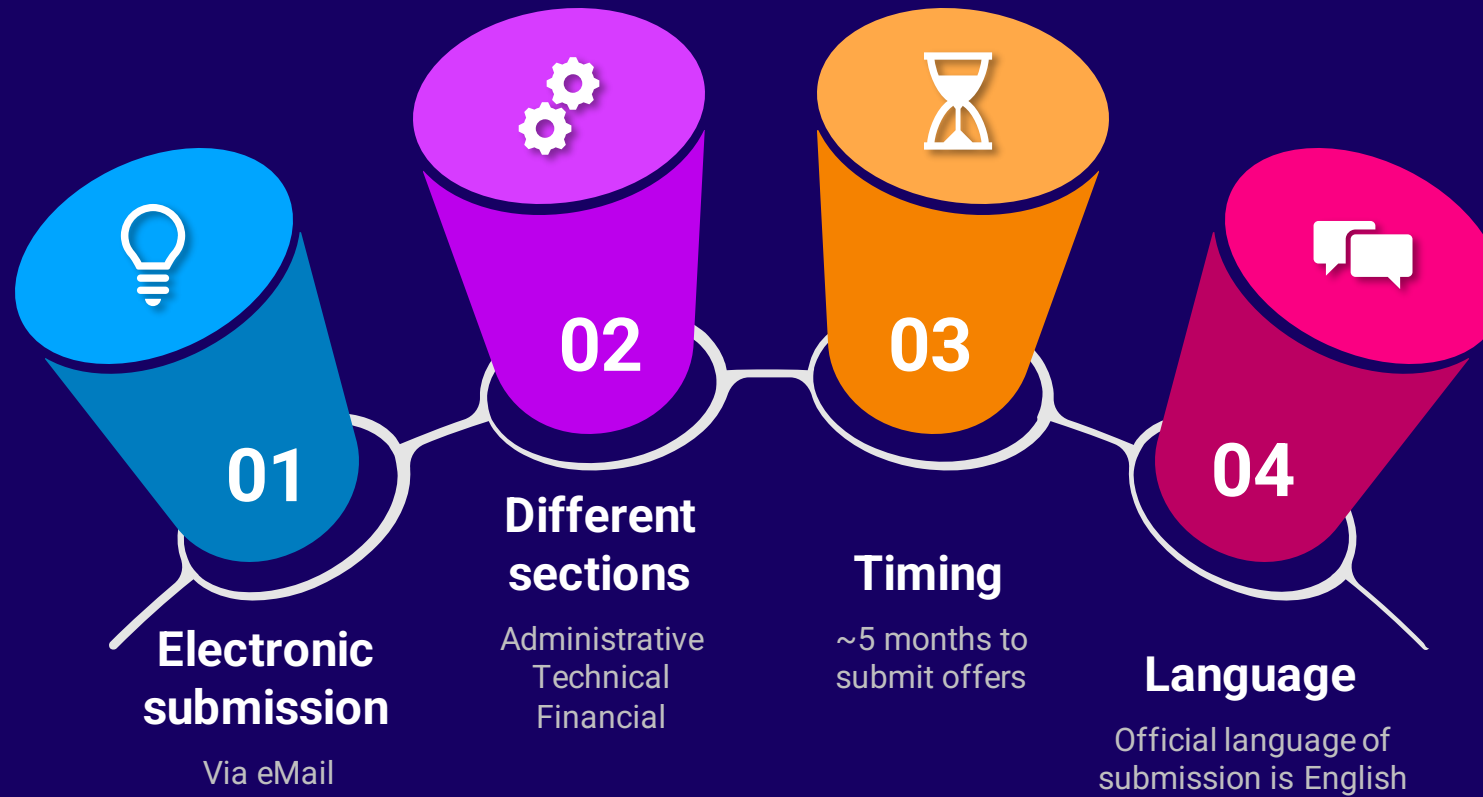 01
Electronic
submission
Via eMail
02
Different
sections
Administrative
Technical
Financial
03
Timing
~5 months to
submit offers
04
Language
Official language of
submission is English